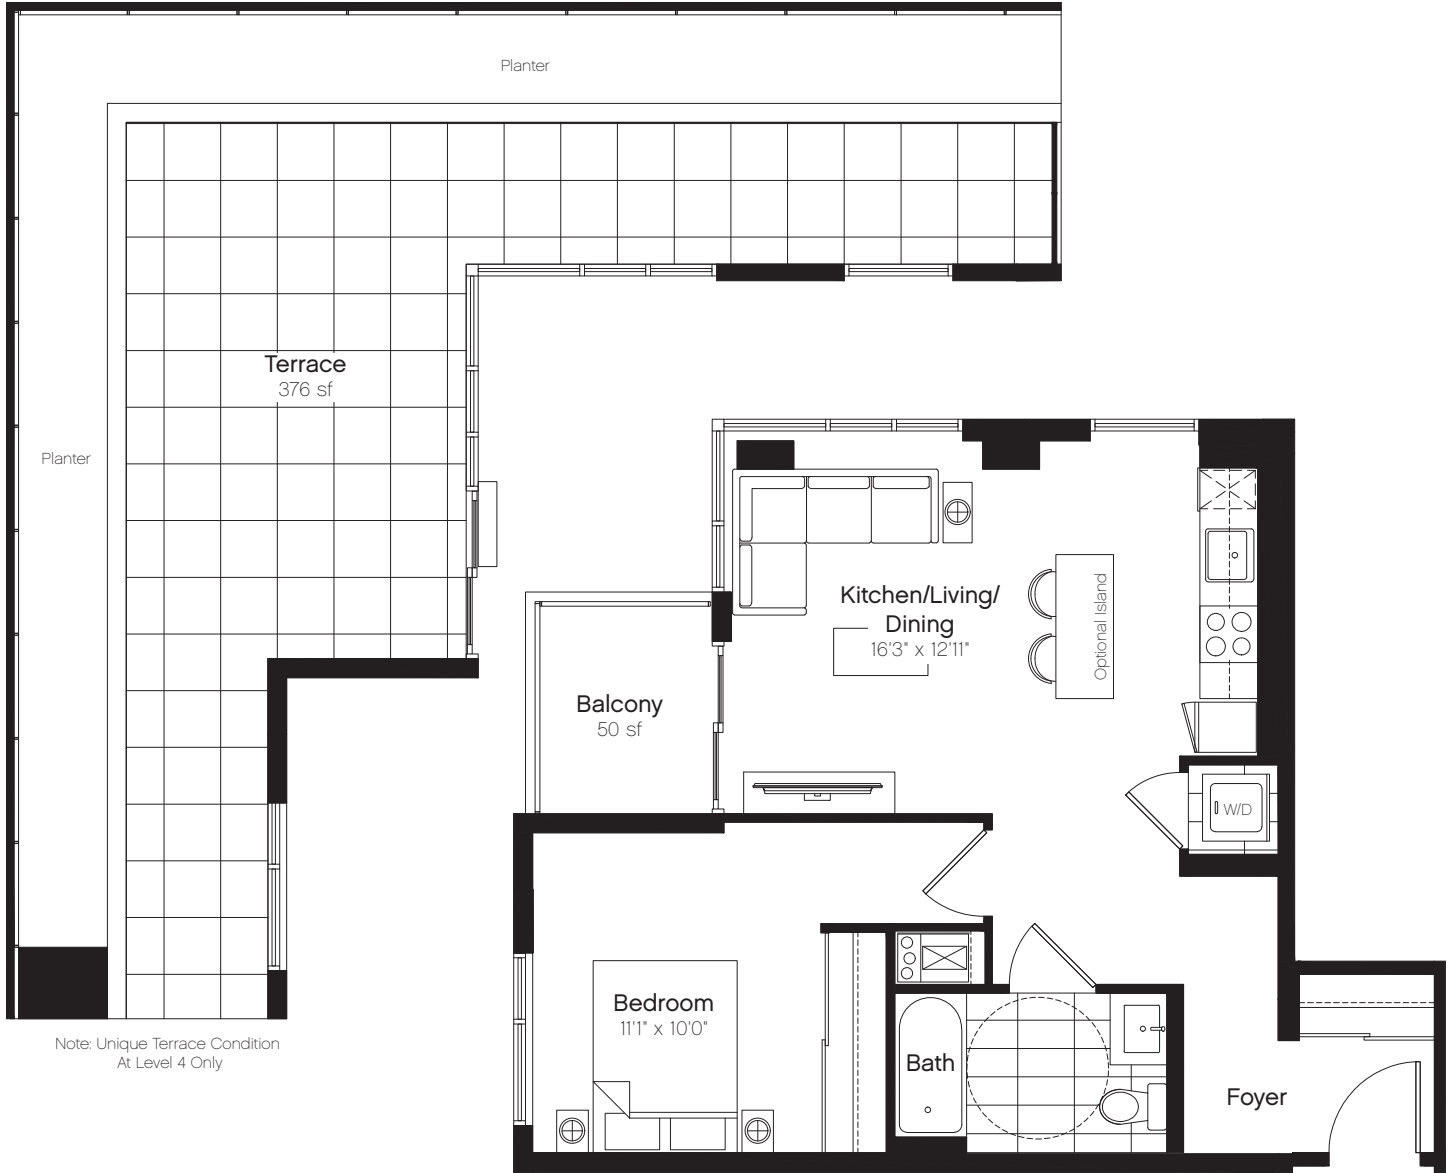 Planter
Terrace
376 sf
Planter
Note: Unique Terrace Condition
At Level 4 Only
Kitchen/Living/
Dining
16'3" x 12'11"
Optional Island
Balcony
50 sf
W/D
Bedroom
11'1" x 10'0"
Bath
Foyer